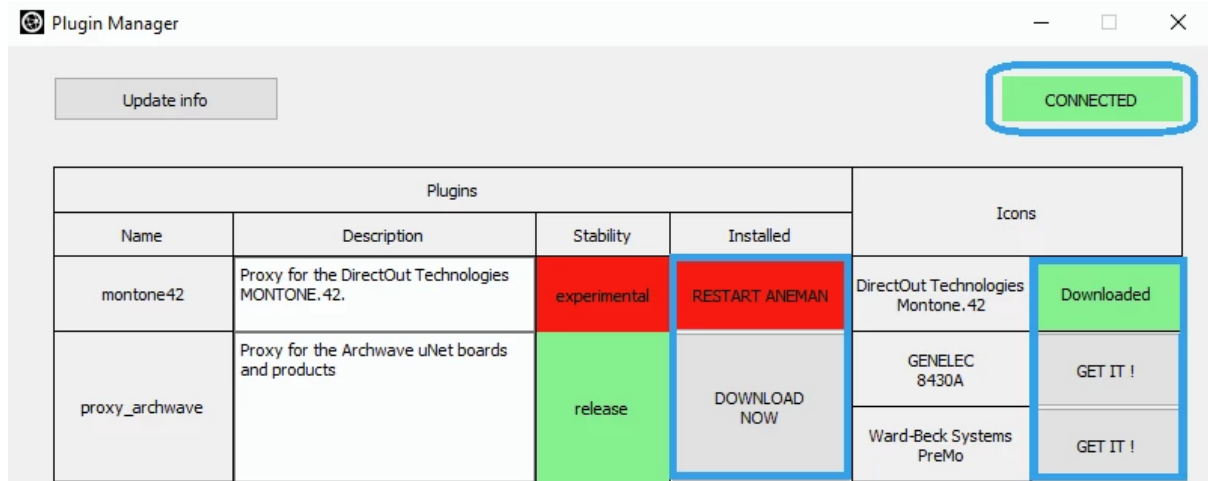 Plugin Manager
Update info
CONNECTED
Plugins
Icons
Name
Description
Stability
Installed
montone42
Proxy for the DirectOut Technologies
MONTONE.42.
experimental
RESTART ANEMAN
DirectOut Technologies
Montone.42
Downloaded
proxy_archwave
Proxy for the Archwave uNet boards
and products
release
DOWNLOAD
NOW
GENELEC
8430A
GET IT !
Ward-Beck Systems
PreMo
GET IT !